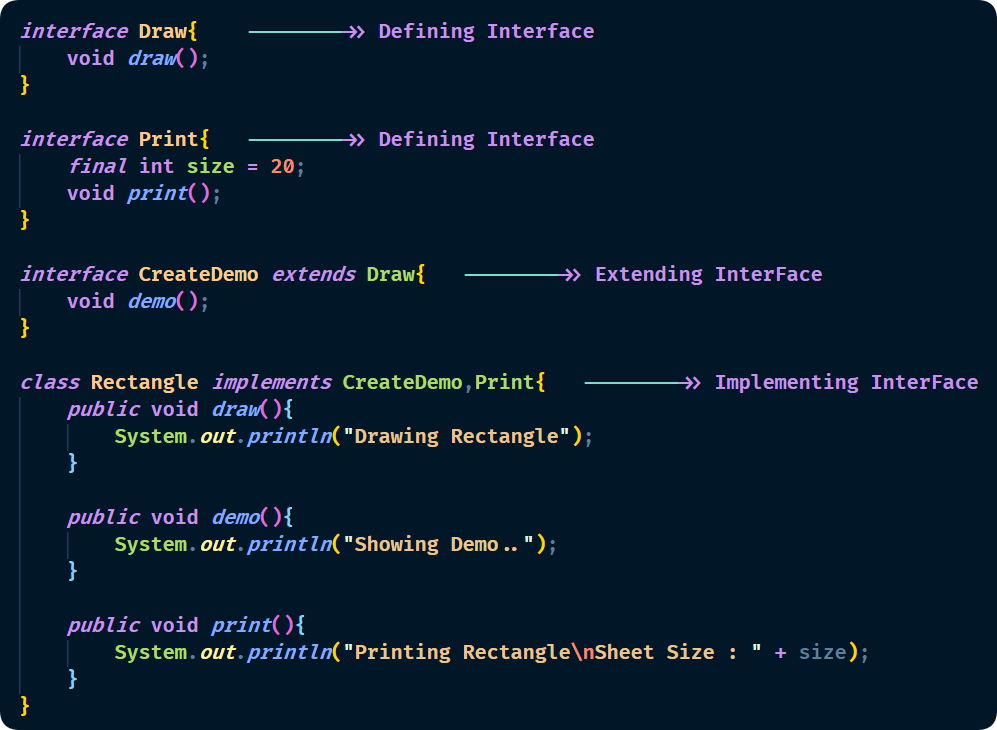 interface Draw{    ————————->> Defining Interface
    void draw();
}

interface Print{   ————————->> Defining Interface
    final int size = 20;
    void print();
}

interface CreateDemo extends Draw{   ————————->> Extending InterFace
    void demo();
}

class Rectangle implements CreateDemo,Print{   ————————->> Implementing InterFace
    public void draw(){
        System.out.println("Drawing Rectangle");
    }

    public void demo(){
        System.out.println("Showing Demo..");
    }

    public void print(){
        System.out.println("Printing Rectangle\nSheet Size : " + size);
    }
}